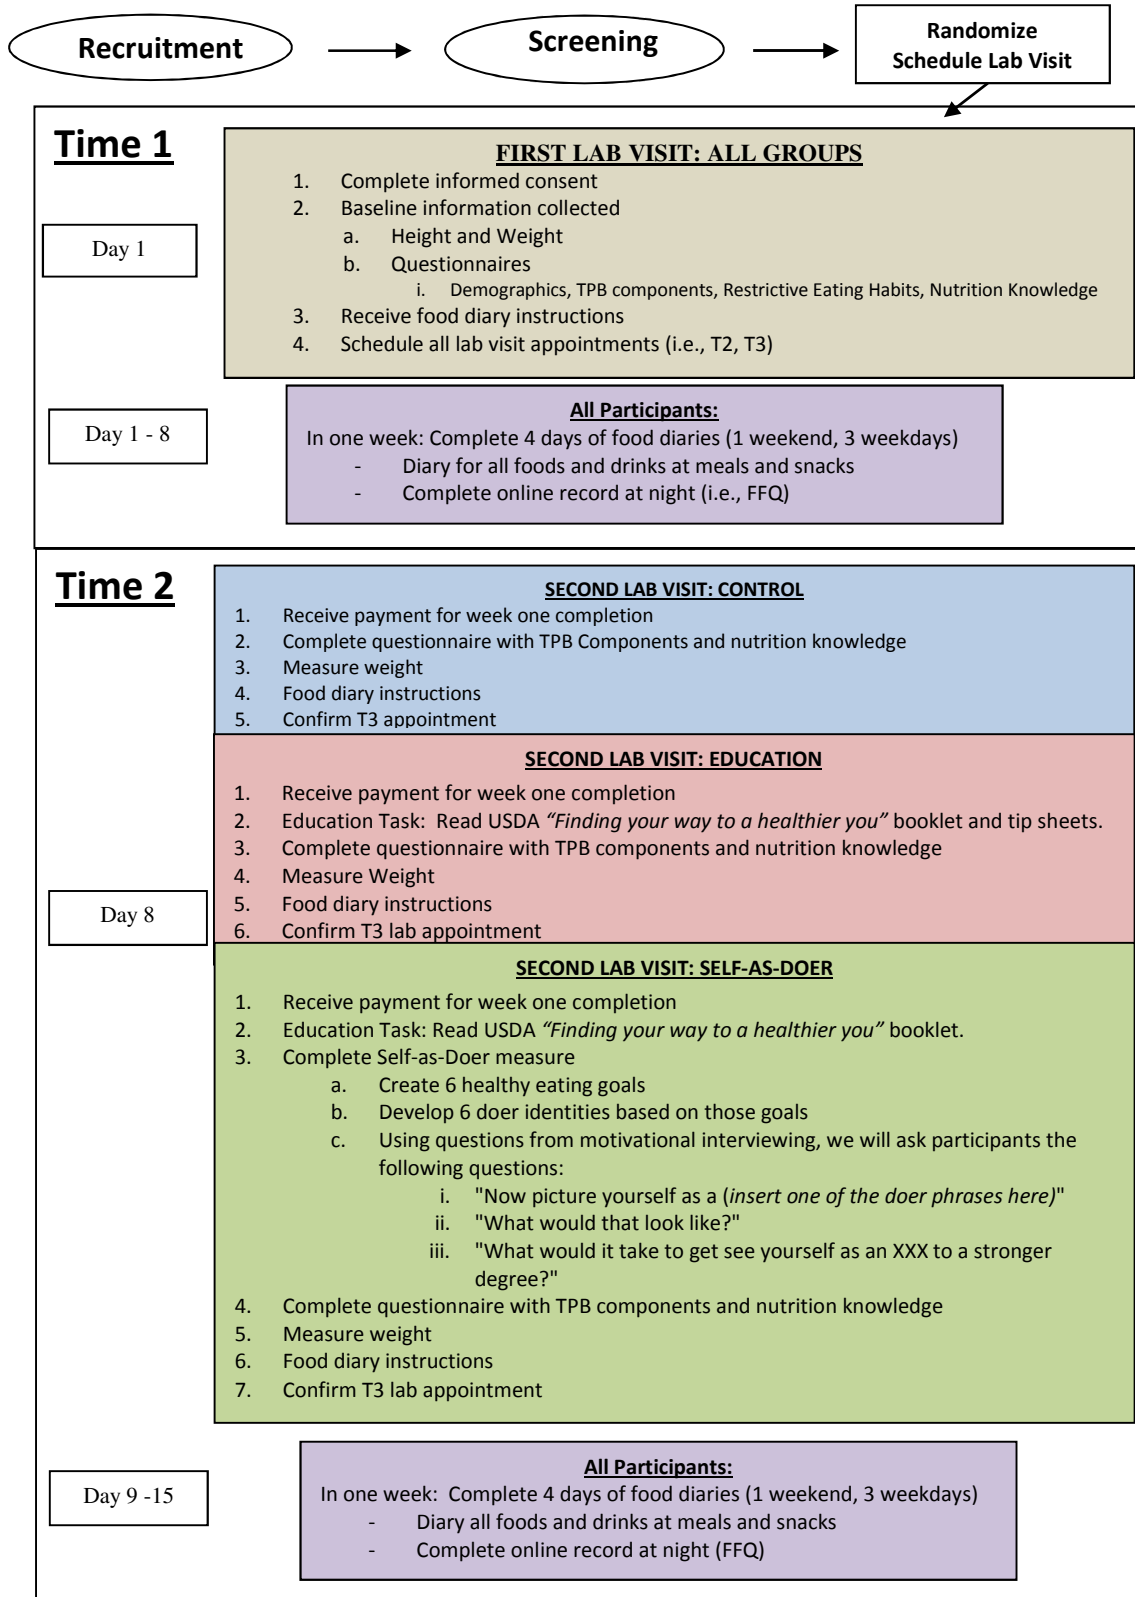 Recruitment
Screening
Randomize
Schedule Lab Visit
Time 1
FIRST LAB VISIT: ALL GROUPS
1. Complete informed consent
2. Baseline information collected
a. Height and Weight
b. Questionnaires
i. Demographics, TPB components, Restrictive Eating Habits, Nutrition Knowledge
3. Receive food diary instructions
4. Schedule all lab visit appointments (i.e., T2, T3)
Day 1
Day 1 - 8
All Participants:
In one week: Complete 4 days of food diaries (1 weekend, 3 weekdays)
- Diary for all foods and drinks at meals and snacks
- Complete online record at night (i.e., FFQ)
Time 2
SECOND LAB VISIT: CONTROL
1. Receive payment for week one completion
2. Complete questionnaire with TPB Components and nutrition knowledge
3. Measure weight
4. Food diary instructions
5. Confirm T3 appointment
SECOND LAB VISIT: EDUCATION
1. Receive payment for week one completion
2. Education Task: Read USDA “Finding your way to a healthier you” booklet and tip sheets.
3. Complete questionnaire with TPB components and nutrition knowledge
4. Measure Weight
5. Food diary instructions
6. Confirm T3 lab appointment
Day 8
SECOND LAB VISIT: SELF-AS-DOER
1. Receive payment for week one completion
2. Education Task: Read USDA “Finding your way to a healthier you” booklet.
3. Complete Self-as-Doer measure
a. Create 6 healthy eating goals
b. Develop 6 doer identities based on those goals
c. Using questions from motivational interviewing, we will ask participants the
following questions:
i. "Now picture yourself as a (insert one of the doer phrases here)"
ii. "What would that look like?"
iii. "What would it take to get see yourself as an XXX to a stronger
degree?"
4. Complete questionnaire with TPB components and nutrition knowledge
5. Measure weight
6. Food diary instructions
7. Confirm T3 lab appointment
Day 9 -15
All Participants:
In one week: Complete 4 days of food diaries (1 weekend, 3 weekdays)
- Diary all foods and drinks at meals and snacks
- Complete online record at night (FFQ)